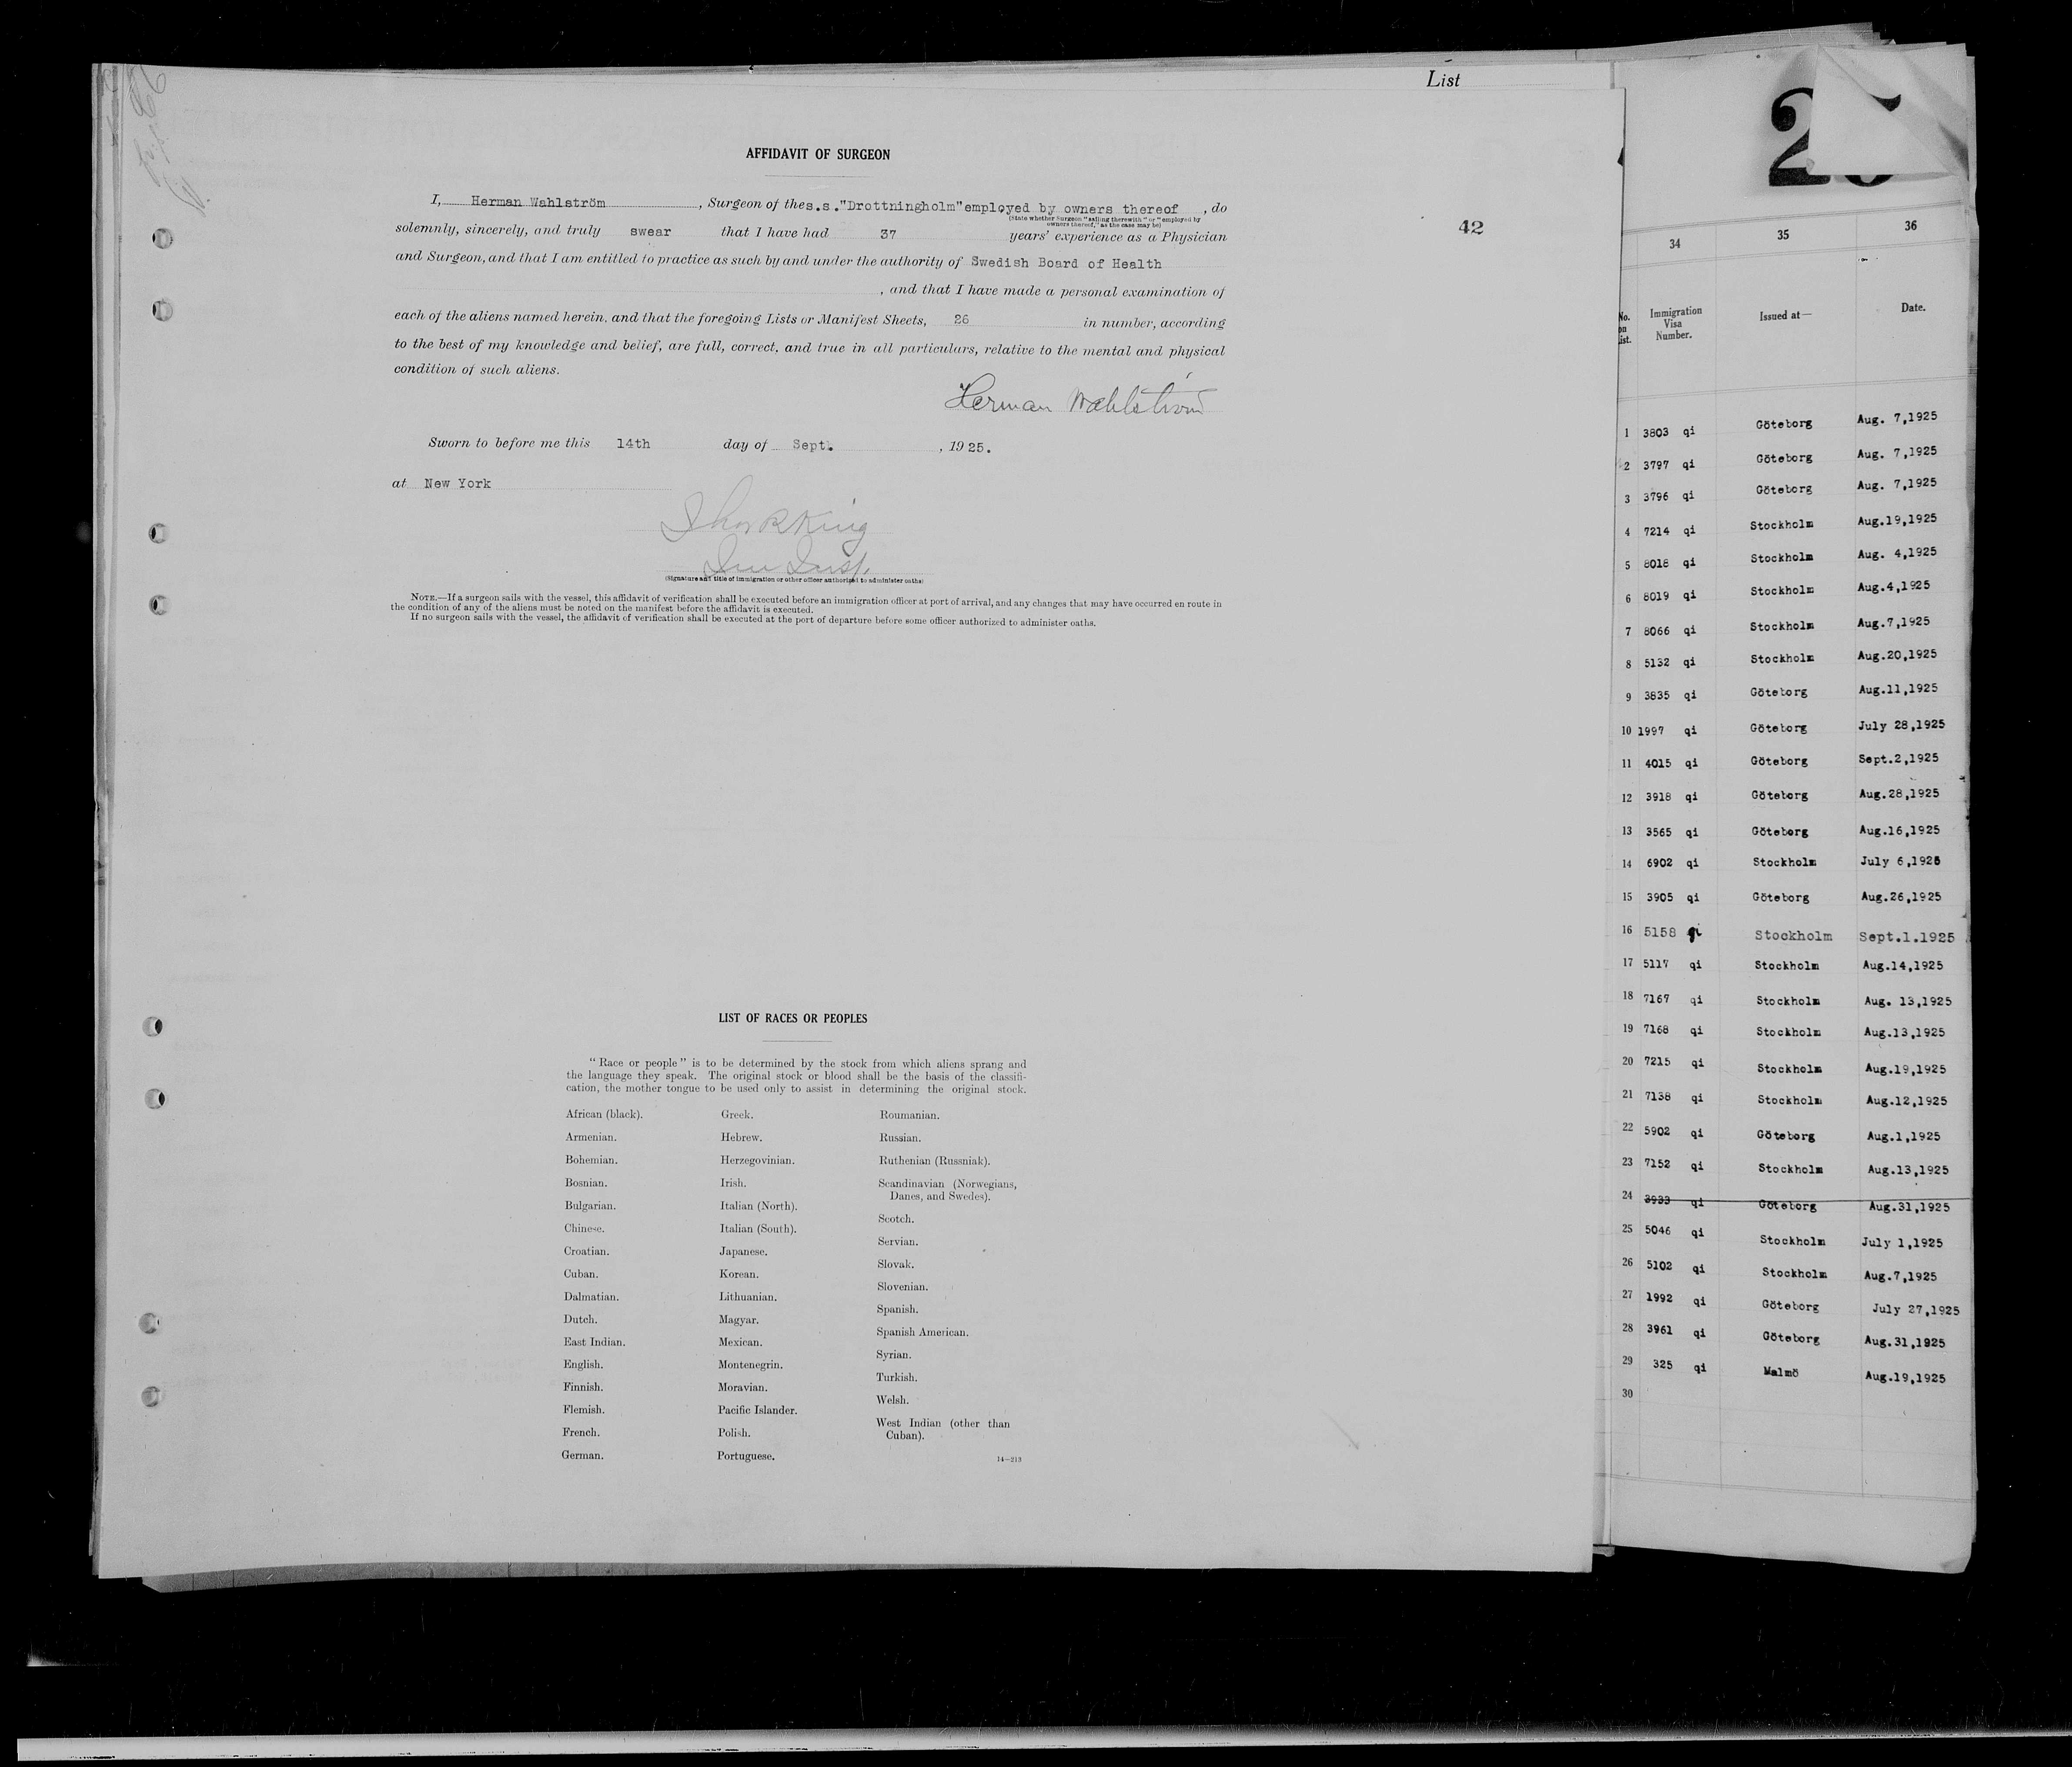 List
AFFIDAVIT OF SURGEON
I, Herman Wahlström, Surgeon of the s.s."Drottningholm" employed by owners thereof, do
(State whether Surgeon "sailing therewith" or "employed by
owners thereof," as the case may be)
42
solemnly, sincerely, and truly swear that I have had 37 years' experience as a Physician
and Surgeon, and that I am entitled to practice as such by and under the authority of Swedish Board of Health
, and that I have made a personal examination of
each of the aliens named herein, and that the foregoing Lists or Manifest Sheets, 26 in number, according
to the best of my knowledge and belief, are full, correct, and true in all particulars, relative to the mental and physical
condition of such aliens.
Herman Wahlström
Sworn to before me this 14th day of Sept., 1925.
at New York
King
(Signature and title of immigration or other officer authorized to administer oaths)
NOTE.—If a surgeon sails with the vessel, this affidavit of verification shall be executed before an immigration officer at port of arrival, and any changes that may have occurred en route in
the condition of any of the aliens must be noted on the manifest before the affidavit is executed.
If no surgeon sails with the vessel, the affidavit of verification shall be executed at the port of departure before some officer authorized to administer oaths.
LIST OF RACES OR PEOPLES
"Race or people" is to be determined by the stock from which aliens sprang and
the language they speak. The original stock or blood shall be the basis of the classifi-
cation, the mother tongue to be used only to assist in determining the original stock.
African (black).
Armenian.
Bohemian.
Bosnian.
Bulgarian.
Chinese.
Croatian.
Cuban.
Dalmatian.
Dutch.
East Indian.
English.
Finnish.
Flemish.
French.
German.
Greek.
Hebrew.
Herzegovinian.
Irish.
Italian (North).
Italian (South).
Japanese.
Korean.
Lithuanian.
Magyar.
Mexican.
Montenegrin.
Moravian.
Pacific Islander.
Polish.
Portuguese.
Roumanian.
Russian.
Ruthenian (Russniak).
Scandinavian (Norwegians,
Danes, and Swedes).
Scotch.
Servian.
Slovak.
Slovenian.
Spanish.
Spanish American.
Syrian.
Turkish.
Welsh.
West Indian (other than
Cuban).
14—213
34 35 36
No.
on
list.
Immigration
Visa
Number.
Issued at—
Date.
1 3803 qi Göteborg Aug. 7,1925
2 3797 qi Göteborg Aug. 7,1925
3 3796 qi Göteborg Aug. 7,1925
4 7214 qi Stockholm Aug.19,1925
5 8018 qi Stockholm Aug. 4,1925
6 8019 qi Stockholm Aug.4,1925
7 8066 qi Stockholm Aug.7,1925
8 5132 qi Stockholm Aug.20,1925
9 3835 qi Göteborg Aug.11,1925
10 1997 qi Göteborg July 28,1925
11 4015 qi Göteborg Sept.2,1925
12 3918 qi Göteborg Aug.28,1925
13 3565 qi Göteborg Aug.16,1925
14 6902 qi Stockholm July 6,1925
15 3905 qi Göteborg Aug.26,1925
16 5158 qi Stockholm Sept.1.1925
17 5117 qi Stockholm Aug.14,1925
18 7167 qi Stockholm Aug. 13,1925
19 7168 qi Stockholm Aug.13,1925
20 7215 qi Stockholm Aug.19,1925
21 7138 qi Stockholm Aug.12,1925
22 5902 qi Göteborg Aug.1,1925
23 7152 qi Stockholm Aug.13,1925
24 3933 qi Göteborg Aug.31,1925
25 5046 qi Stockholm July 1,1925
26 5102 qi Stockholm Aug.7,1925
27 1992 qi Göteborg July 27,1925
28 3961 qi Göteborg Aug.31,1925
29 325 qi Malmö Aug.19,1925
30